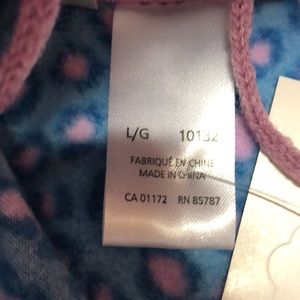 L/G 10132
FABRIQUÉ EN CHINE
MADE IN CHINA
CA 01172 RN 85787